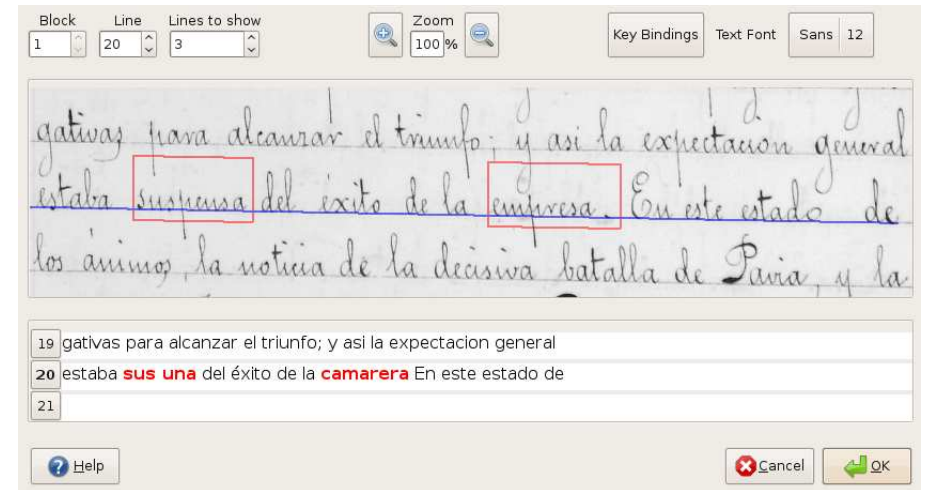 Block Line Lines to show Zoom
1 20 3 100 % Key Bindings Text Font Sans 12
gativas para alcanzar el triunfo; y asi la expectacion general
estaba suspensa del éxito de la empresa. En este estado de
los ánimos, la noticia de la decisiva batalla de Pavia, y la
19 gativas para alcanzar el triunfo; y asi la expectacion general
20 estaba sus una del éxito de la camarera En este estado de
21
Help Cancel OK